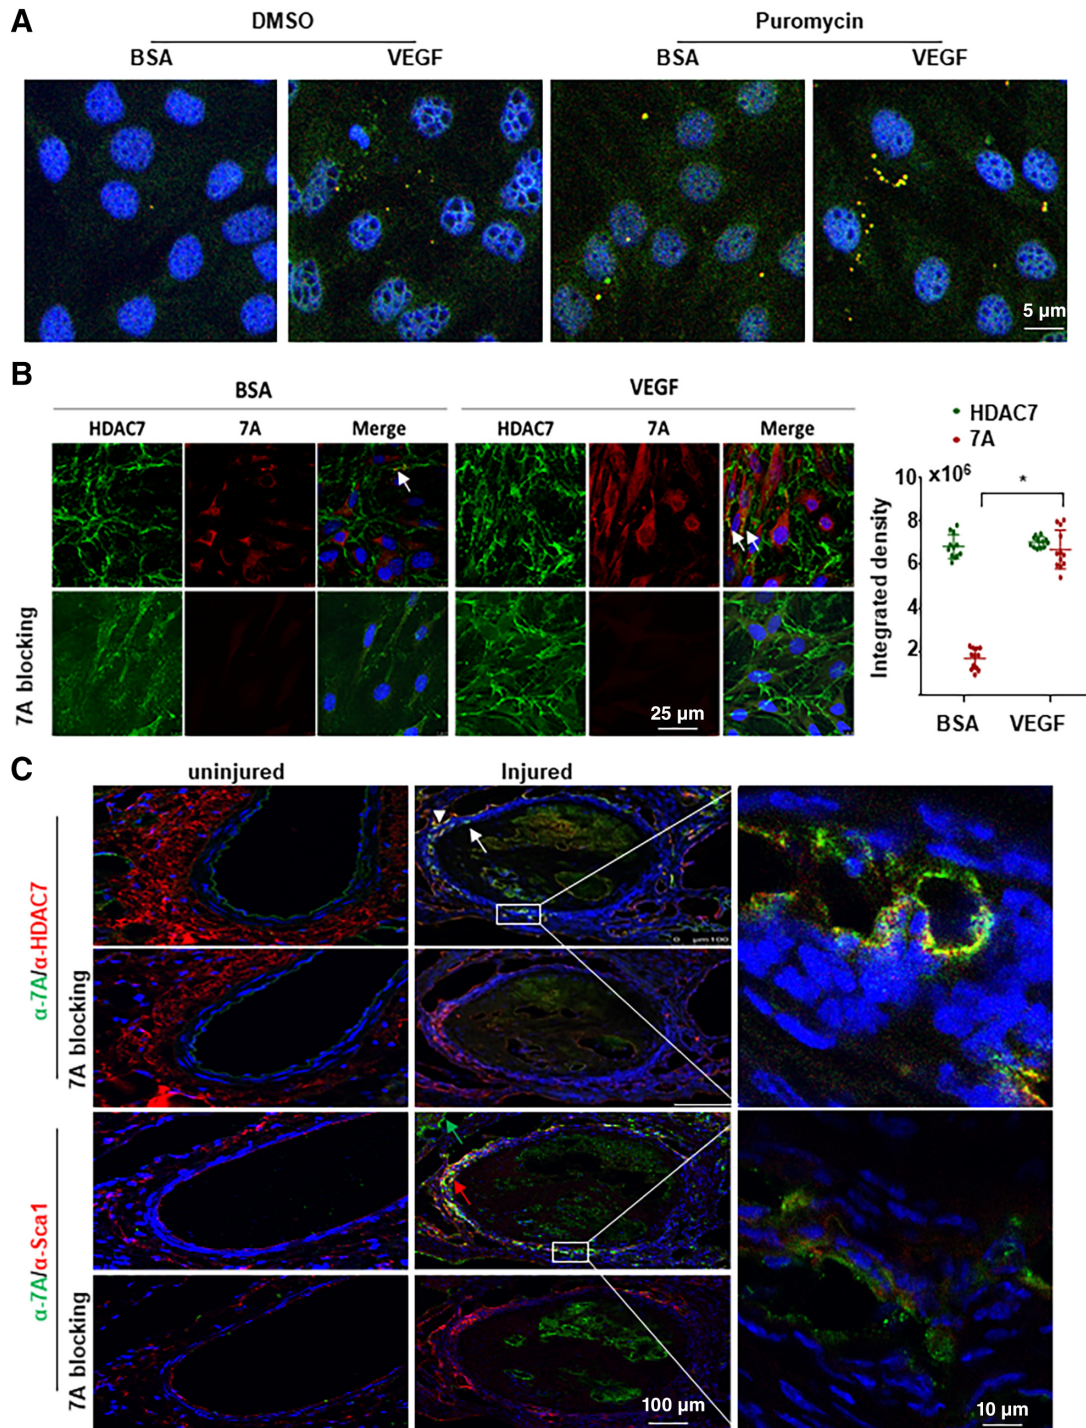 A
DMSO
Puromycin
BSA
VEGF
BSA
VEGF
5 µm
B
BSA
VEGF
HDAC7
7A
Merge
HDAC7
7A
Merge
7A blocking
25 µm
HDAC7
7A
x10⁶
10
8
6
4
2
Integrated density
*
BSA
VEGF
C
uninjured
Injured
α-7A/α-HDAC7
7A blocking
0 µm100
α-7A/α-Sca1
7A blocking
100 µm
10 µm